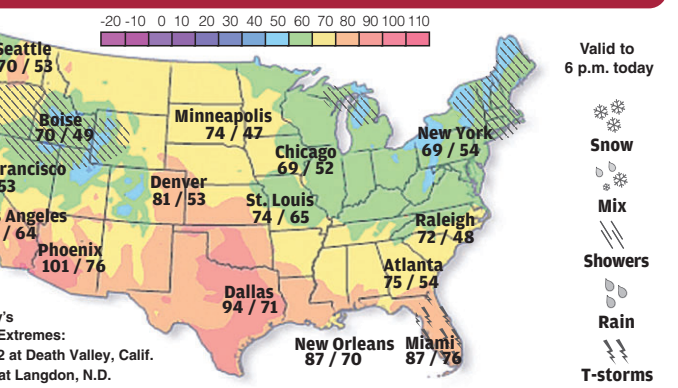 -20 -10 0 10 20 30 40 50 60 70 80 90 100 110
Seattle
70 / 53
Boise
70 / 49
Minneapolis
74 / 47
New York
69 / 54
Chicago
69 / 52
rancisco
53
Denver
81 / 53
St. Louis
74 / 65
Angeles
/ 64
Raleigh
72 / 48
Phoenix
101 / 76
Atlanta
75 / 54
Dallas
94 / 71
New Orleans
87 / 70
Miami
87 / 76
y's
Extremes:
2 at Death Valley, Calif.
at Langdon, N.D.
Valid to
6 p.m. today
Snow
Mix
Showers
Rain
T-storms